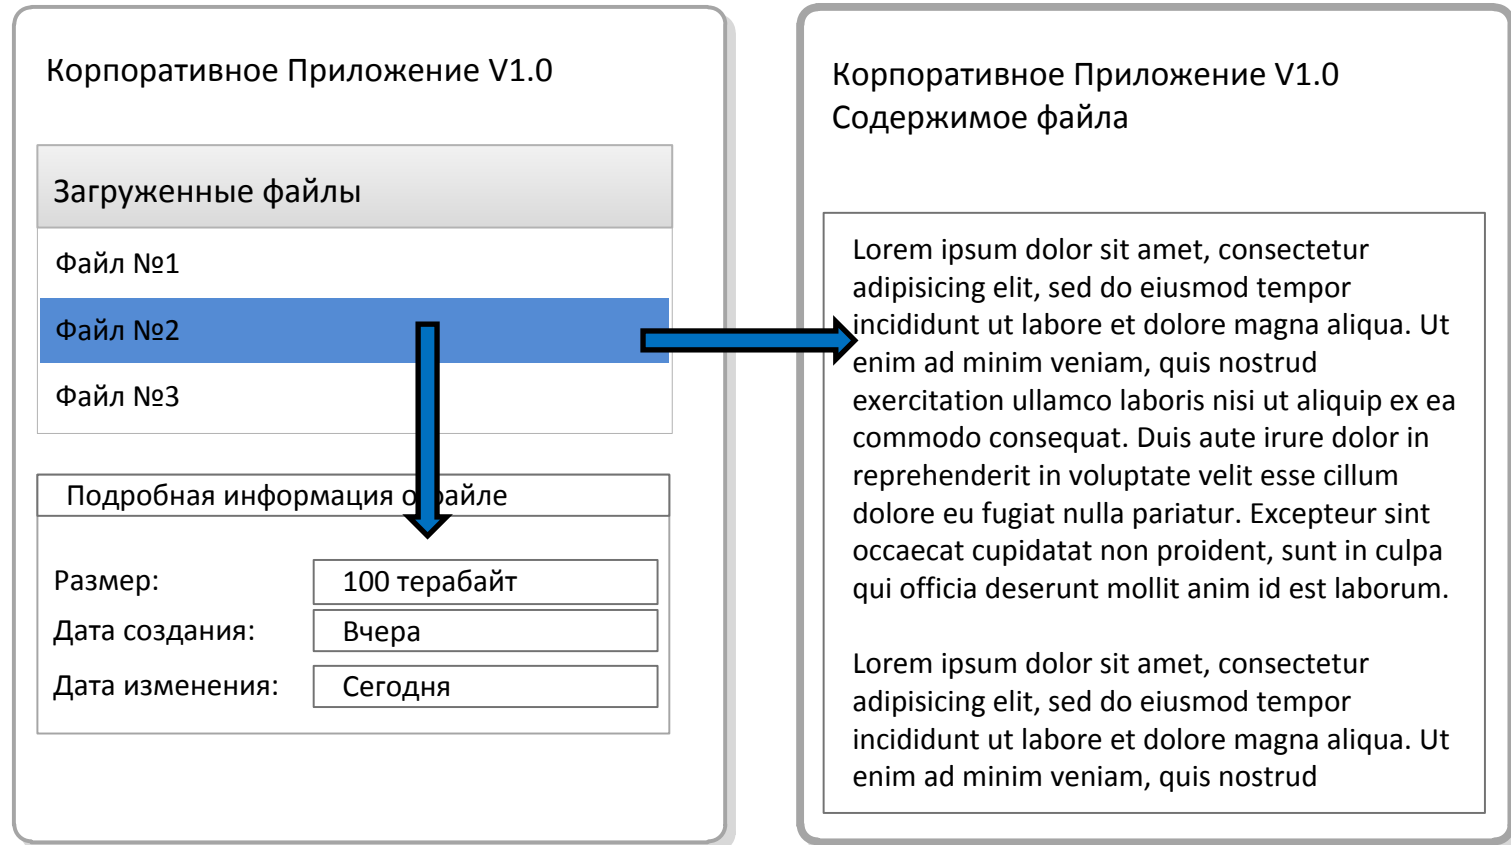 Корпоративное Приложение V1.0
Загруженные файлы
Файл №1
Файл №2
Файл №3
Подробная информация о файле
Размер: 100 терабайт
Дата создания: Вчера
Дата изменения: Сегодня
Корпоративное Приложение V1.0
Содержимое файла
Lorem ipsum dolor sit amet, consectetur
adipisicing elit, sed do eiusmod tempor
incididunt ut labore et dolore magna aliqua. Ut
enim ad minim veniam, quis nostrud
exercitation ullamco laboris nisi ut aliquip ex ea
commodo consequat. Duis aute irure dolor in
reprehenderit in voluptate velit esse cillum
dolore eu fugiat nulla pariatur. Excepteur sint
occaecat cupidatat non proident, sunt in culpa
qui officia deserunt mollit anim id est laborum.
Lorem ipsum dolor sit amet, consectetur
adipisicing elit, sed do eiusmod tempor
incididunt ut labore et dolore magna aliqua. Ut
enim ad minim veniam, quis nostrud